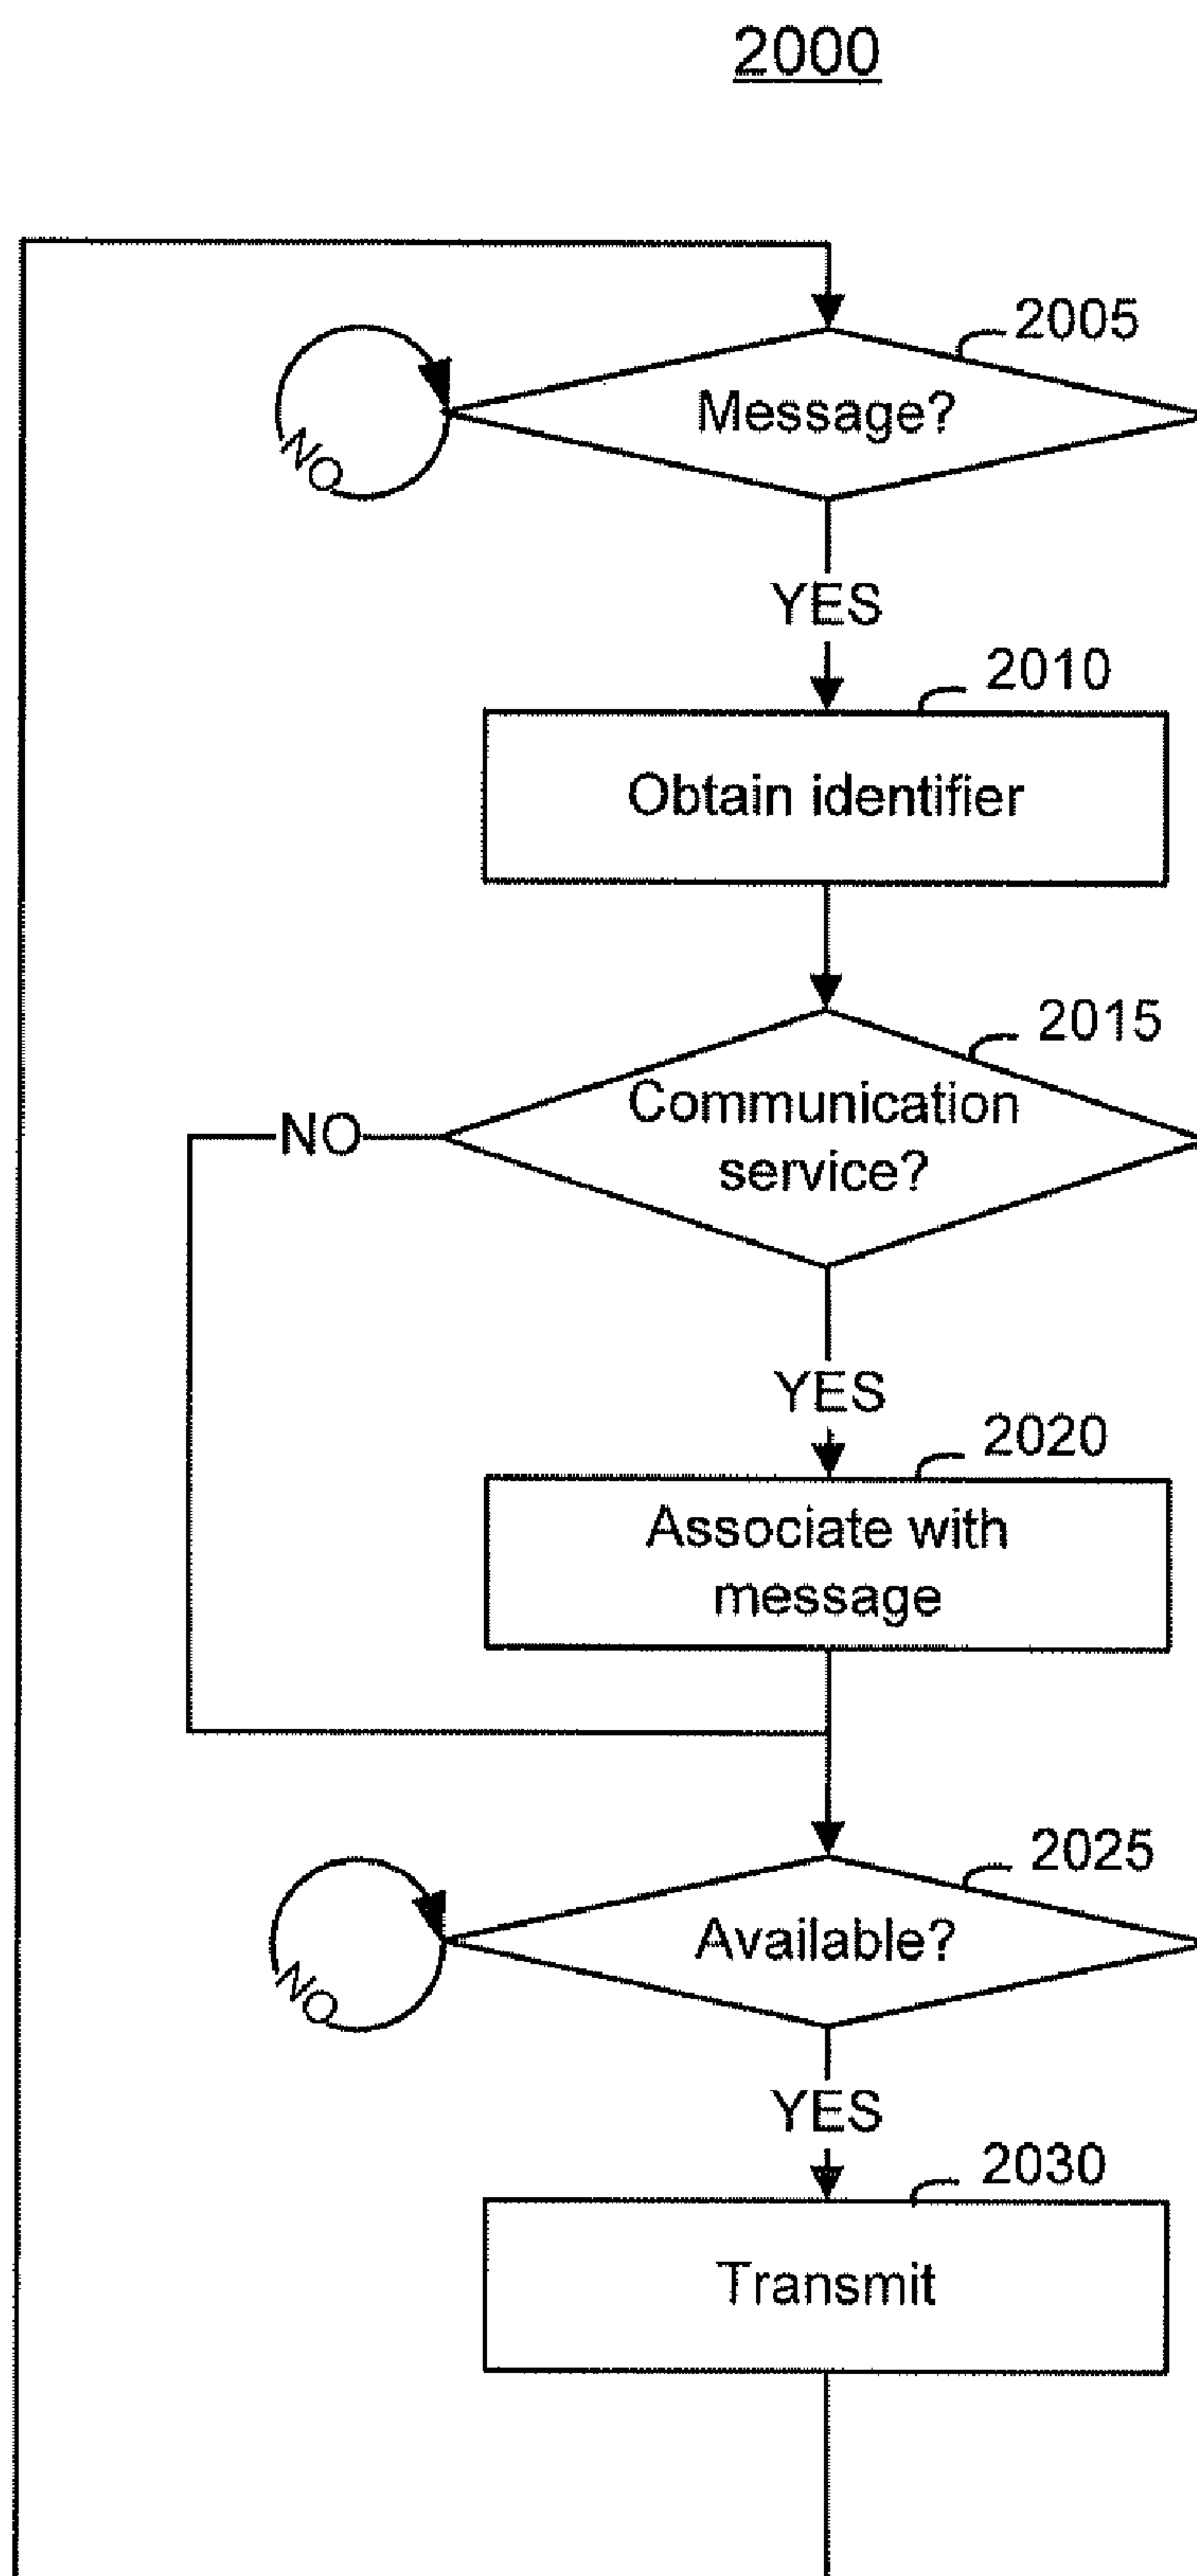 2000
2005
Message?
NO
YES
2010
Obtain identifier
2015
Communication
service?
NO
YES
2020
Associate with
message
2025
Available?
NO
YES
2030
Transmit